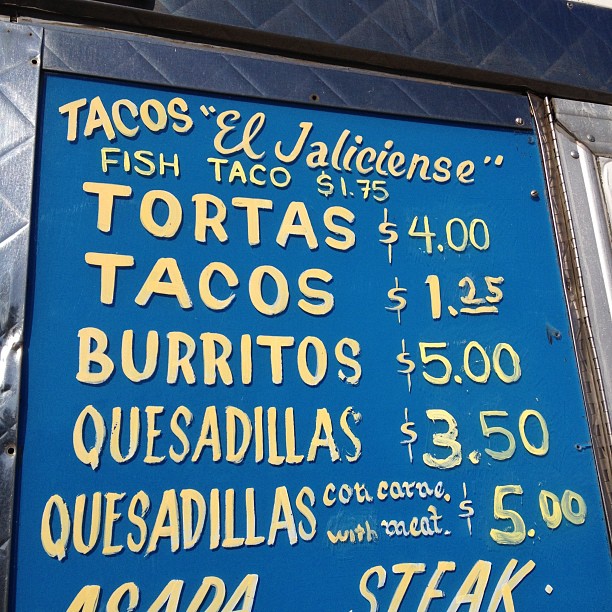 TACOS "El Jaliciense"
FISH TACO $1.75
TORTAS $4.00
TACOS $1.25
BURRITOS $5.00
QUESADILLAS $3.50
QUESADILLAS con carne. with meat. $5.00
ASADA STEAK.